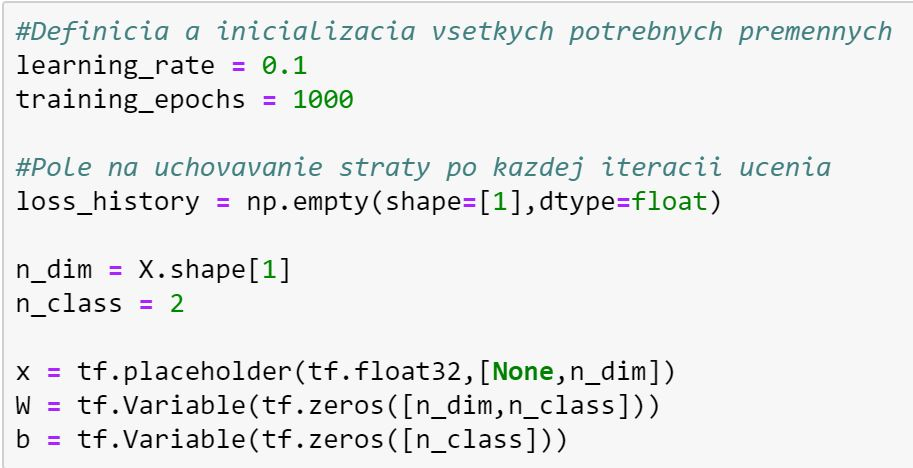 #Definicia a inicializacia vsetkych potrebnych premennych
learning_rate = 0.1
training_epochs = 1000
#Pole na uchovavanie straty po kazdej iteracii ucenia
loss_history = np.empty(shape=[1],dtype=float)
n_dim = X.shape[1]
n_class = 2
x = tf.placeholder(tf.float32,[None,n_dim])
W = tf.Variable(tf.zeros([n_dim,n_class]))
b = tf.Variable(tf.zeros([n_class]))